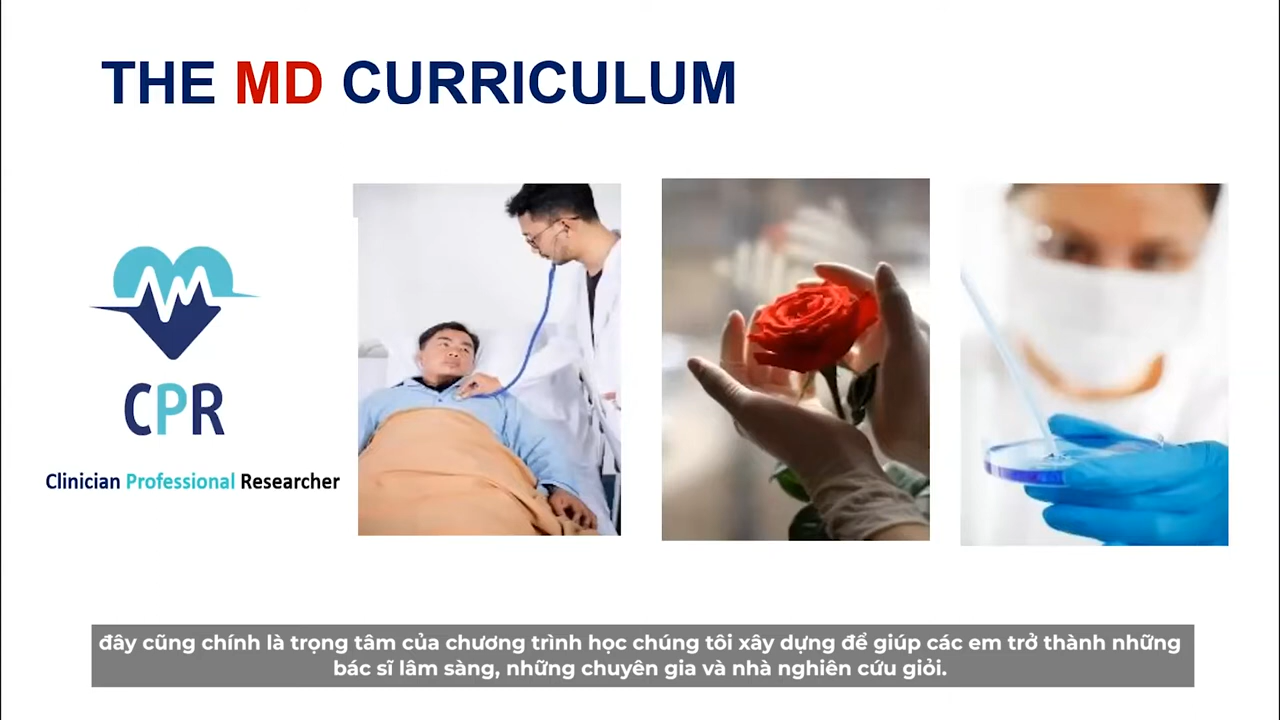 THE MD CURRICULUM
CPR
Clinician Professional Researcher
đây cũng chính là trọng tâm của chương trình học chúng tôi xây dựng để giúp các em trở thành những
bác sĩ lâm sàng, những chuyên gia và nhà nghiên cứu giỏi.